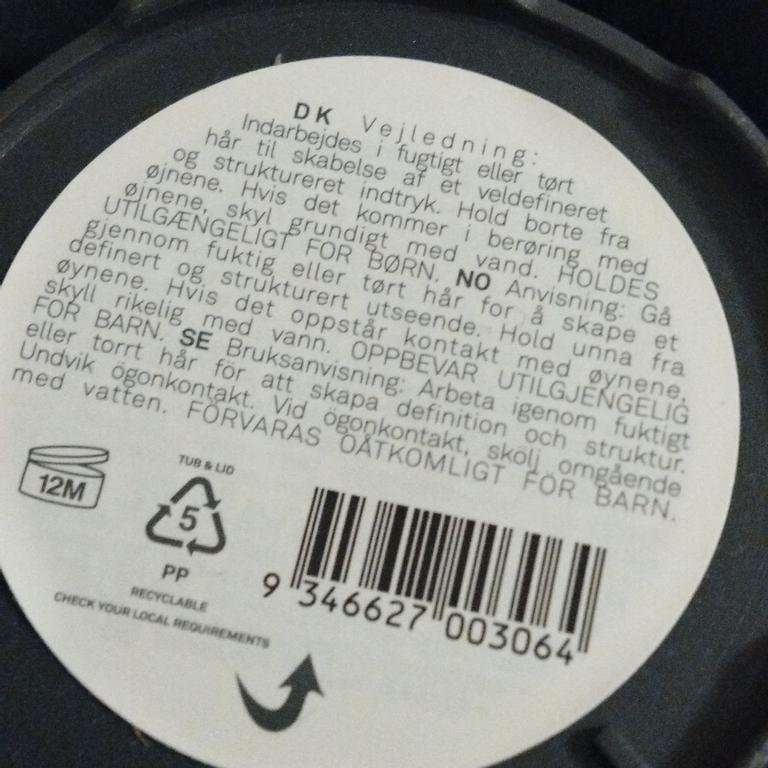 DK Vejledning:
Indarbejdes i fugtigt eller tørt
hår til skabelse af et veldefineret
og struktureret indtryk. Hold borte fra
øjnene. Hvis det kommer i berøring med
øjnene, skyl grundigt med vand. HOLDES
UTILGÆNGELIGT FOR BØRN. NO Anvisning: Gå
gjennom fuktig eller tørt hår for å skape et
definert og strukturert utseende. Hold unna fra
øynene. Hvis det oppstår kontakt med øynene,
skyll rikelig med vann. OPPBEVAR UTILGJENGELIG
FOR BARN. SE Bruksanvisning: Arbeta igenom fuktigt
eller torrt hår för att skapa definition och struktur.
Undvik ögonkontakt. Vid ögonkontakt, skölj omgående
med vatten. FÖRVARAS OÅTKOMLIGT FÖR BARN.
12M
TUB & LID
5
PP
RECYCLABLE
CHECK YOUR LOCAL REQUIREMENTS
9 346627 003064